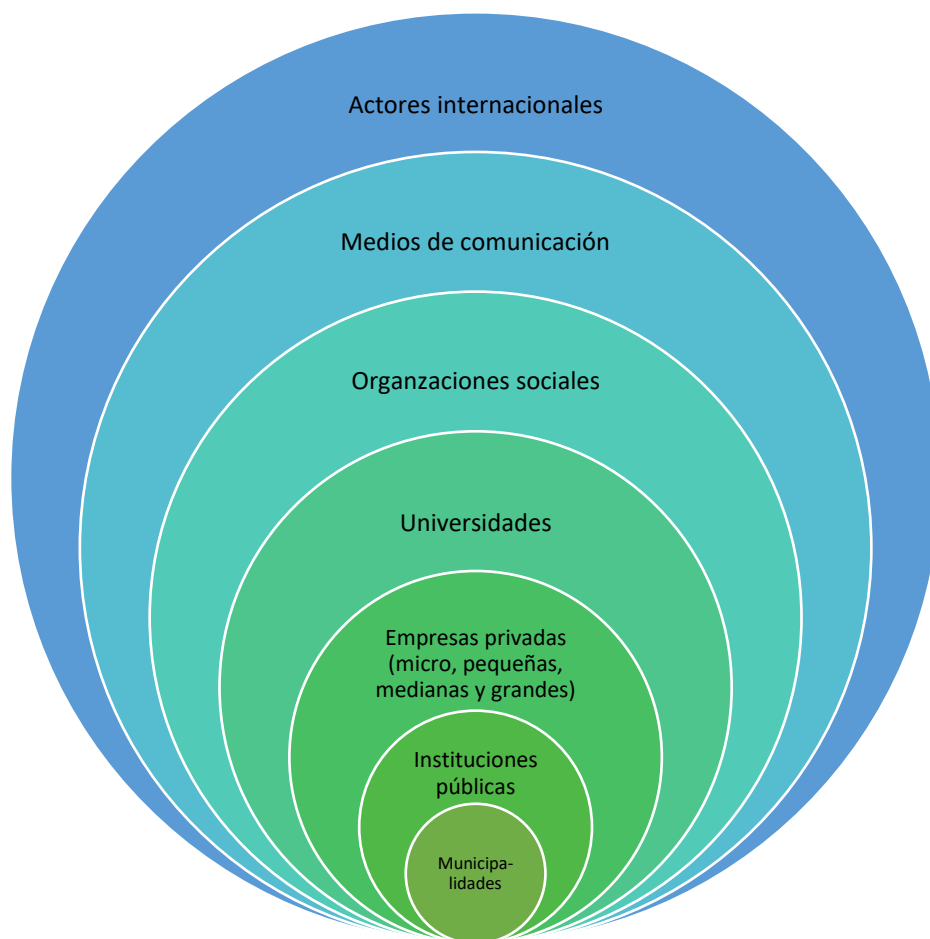 Actores internacionales
Medios de comunicación
Organzaciones sociales
Universidades
Empresas privadas
(micro, pequeñas,
medianas y grandes)
Instituciones
públicas
Municipa-
lidades